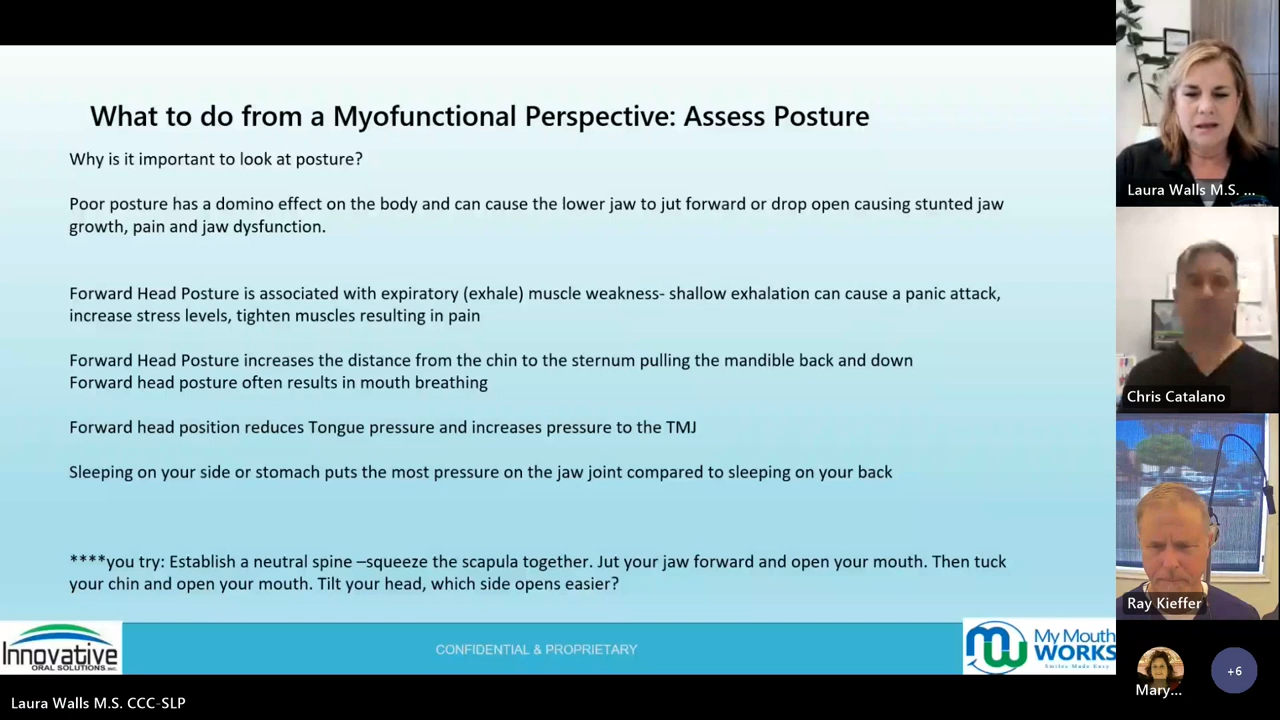 What to do from a Myofunctional Perspective: Assess Posture
Why is it important to look at posture?
Poor posture has a domino effect on the body and can cause the lower jaw to jut forward or drop open causing stunted jaw
growth, pain and jaw dysfunction.
Forward Head Posture is associated with expiratory (exhale) muscle weakness- shallow exhalation can cause a panic attack,
increase stress levels, tighten muscles resulting in pain
Forward Head Posture increases the distance from the chin to the sternum pulling the mandible back and down
Forward head posture often results in mouth breathing
Forward head position reduces Tongue pressure and increases pressure to the TMJ
Sleeping on your side or stomach puts the most pressure on the jaw joint compared to sleeping on your back
****you try: Establish a neutral spine –squeeze the scapula together. Jut your jaw forward and open your mouth. Then tuck
your chin and open your mouth. Tilt your head, which side opens easier?
Innovative
ORAL SOLUTIONS INC.
CONFIDENTIAL & PROPRIETARY
My Mouth
WORKS
Smiles Made Easy
Laura Walls M.S. CCC-SLP
Laura Walls M.S. ...
Chris Catalano
Ray Kieffer
Mary...
+6